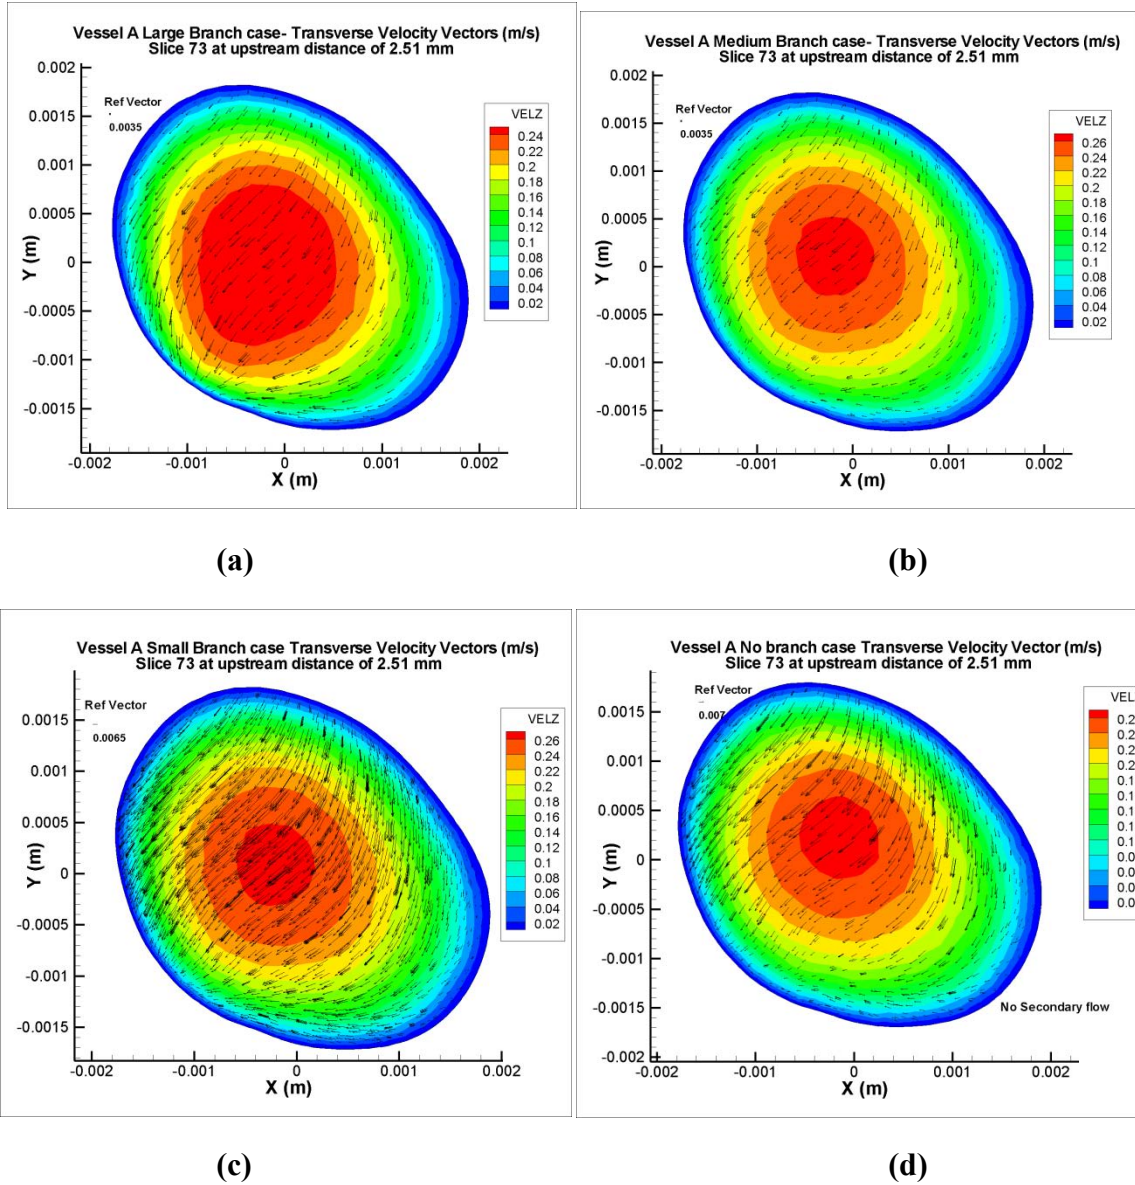 Vessel A Large Branch case- Transverse Velocity Vectors (m/s)
Slice 73 at upstream distance of 2.51 mm
Ref Vector
0.0035
VELZ
0.24
0.22
0.2
0.18
0.16
0.14
0.12
0.1
0.08
0.06
0.04
0.02
Y (m)
0.002
0.0015
0.001
0.0005
0
-0.0005
-0.001
-0.0015
-0.002 -0.001 0 0.001 0.002
X (m)
(a)
Vessel A Medium Branch case- Transverse Velocity Vectors (m/s)
Slice 73 at upstream distance of 2.51 mm
Ref Vector
0.0035
VELZ
0.26
0.24
0.22
0.2
0.18
0.16
0.14
0.12
0.1
0.08
0.06
0.04
0.02
Y (m)
0.002
0.0015
0.001
0.0005
0
-0.0005
-0.001
-0.0015
-0.002 -0.001 0 0.001 0.002
X (m)
(b)
Vessel A Small Branch case Transverse Velocity Vectors (m/s)
Slice 73 at upstream distance of 2.51 mm
Ref Vector
0.0065
VELZ
0.26
0.24
0.22
0.2
0.18
0.16
0.14
0.12
0.1
0.08
0.06
0.04
0.02
Y (m)
0.0015
0.001
0.0005
0
-0.0005
-0.001
-0.0015
-0.002 -0.001 0 0.001 0.002
X (m)
(c)
Vessel A No branch case Transverse Velocity Vector (m/s)
Slice 73 at upstream distance of 2.51 mm
Ref Vector
0.007
Y (m)
0.0015
0.001
0.0005
0
-0.0005
-0.001
-0.0015
-0.002
No Secondary flow
-0.002 -0.001 0 0.001 0.002
X (m)
(d)